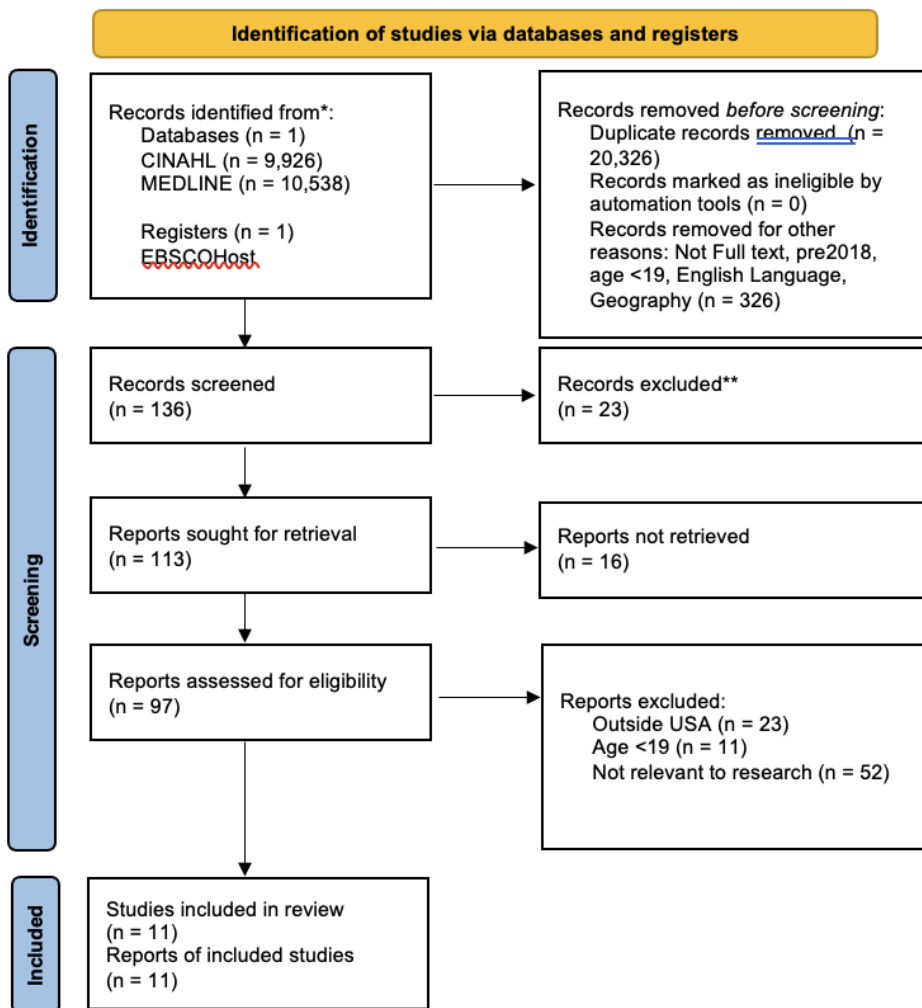 Identification of studies via databases and registers
Identification
Records identified from*:
Databases (n = 1)
CINAHL (n = 9,926)
MEDLINE (n = 10,538)
Registers (n = 1)
EBSCOHost
Records removed before screening:
Duplicate records removed (n =
20,326)
Records marked as ineligible by
automation tools (n = 0)
Records removed for other
reasons: Not Full text, pre2018,
age <19, English Language,
Geography (n = 326)
Screening
Records screened
(n = 136)
Records excluded**
(n = 23)
Reports sought for retrieval
(n = 113)
Reports not retrieved
(n = 16)
Reports assessed for eligibility
(n = 97)
Reports excluded:
Outside USA (n = 23)
Age <19 (n = 11)
Not relevant to research (n = 52)
Included
Studies included in review
(n = 11)
Reports of included studies
(n = 11)